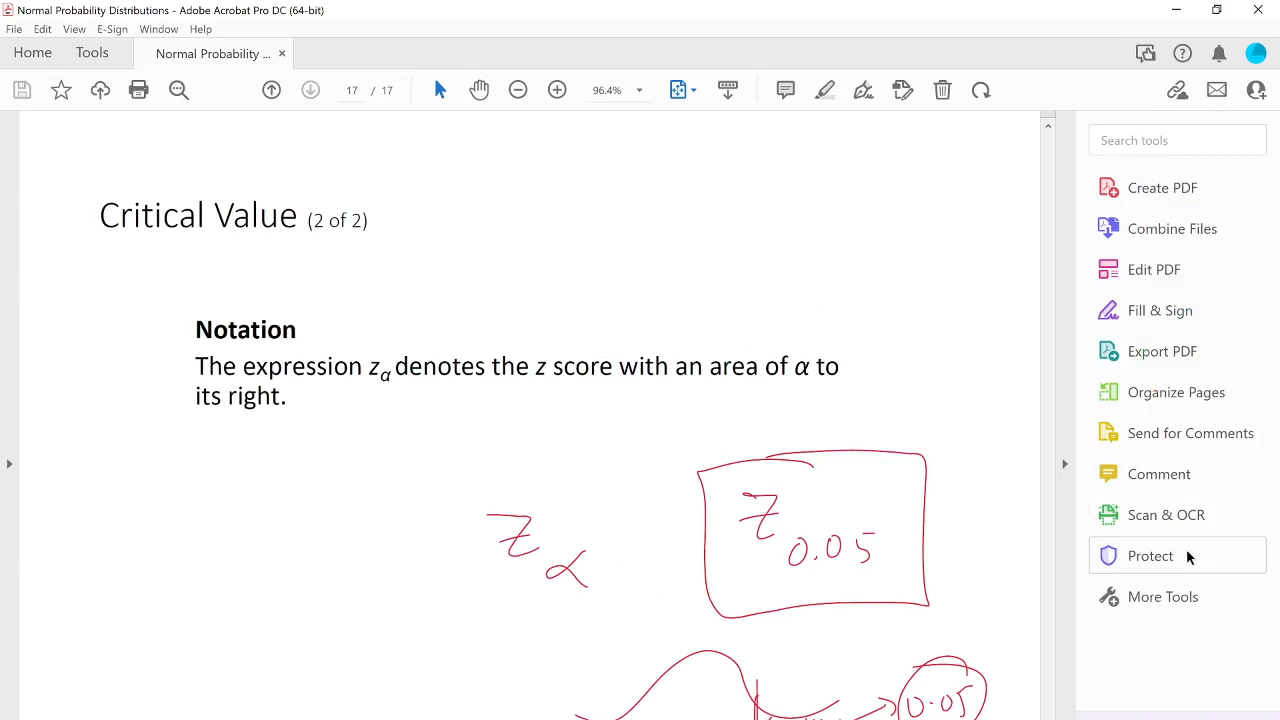 Normal Probability Distributions - Adobe Acrobat Pro DC (64-bit)
File Edit View E-Sign Window Help
Home Tools Normal Probability ... ×
17 / 17 96.4%
Search tools
Create PDF
Combine Files
Edit PDF
Fill & Sign
Export PDF
Organize Pages
Send for Comments
Comment
Scan & OCR
Protect
More Tools
Critical Value (2 of 2)
Notation
The expression zα denotes the z score with an area of α to
its right.
Z0.05
Zα
0.05